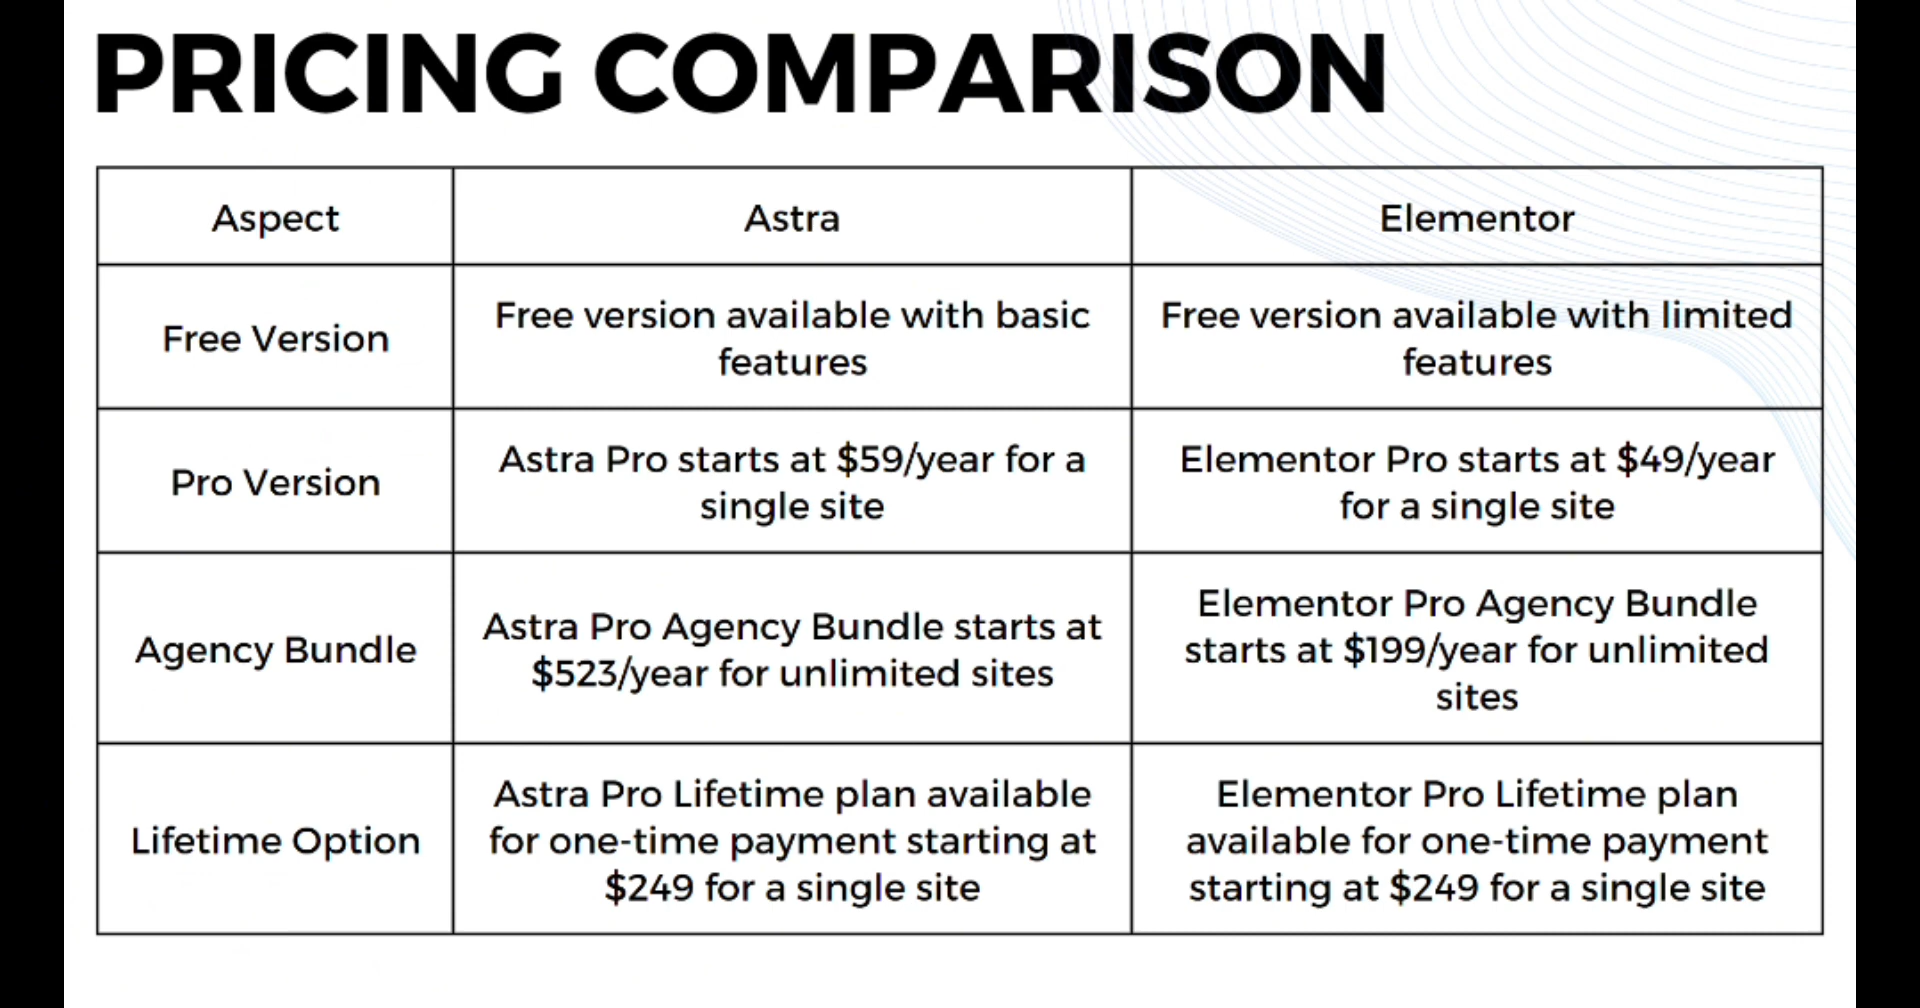 PRICING COMPARISON
Aspect
Astra
Elementor
Free Version
Free version available with basic
features
Free version available with limited
features
Pro Version
Astra Pro starts at $59/year for a
single site
Elementor Pro starts at $49/year
for a single site
Agency Bundle
Astra Pro Agency Bundle starts at
$523/year for unlimited sites
Elementor Pro Agency Bundle
starts at $199/year for unlimited
sites
Lifetime Option
Astra Pro Lifetime plan available
for one-time payment starting at
$249 for a single site
Elementor Pro Lifetime plan
available for one-time payment
starting at $249 for a single site